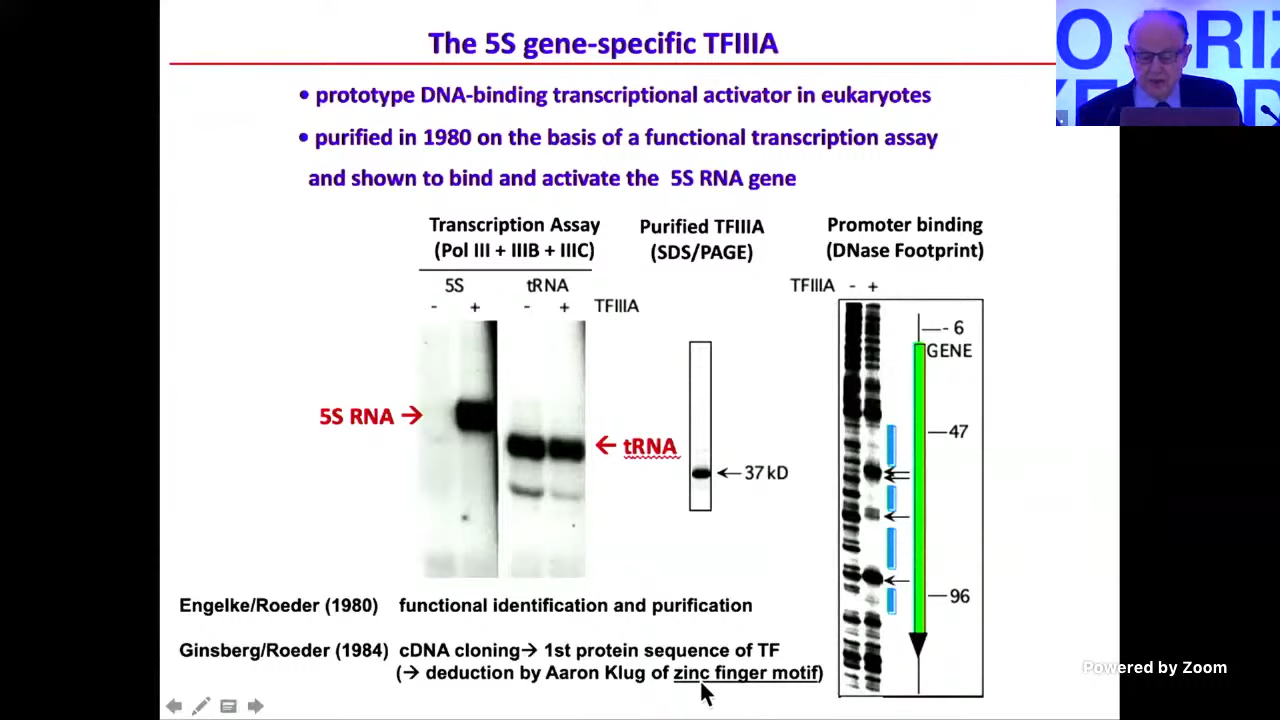 The 5S gene-specific TFIIIA
• prototype DNA-binding transcriptional activator in eukaryotes
• purified in 1980 on the basis of a functional transcription assay
and shown to bind and activate the 5S RNA gene
Transcription Assay
(Pol III + IIIB + IIIC)
5S tRNA
- + - + TFIIIA
5S RNA →
← tRNA
Purified TFIIIA
(SDS/PAGE)
← 37 kD
Promoter binding
(DNase Footprint)
TFIIIA - +
- 6
GENE
47
96
Engelke/Roeder (1980) functional identification and purification
Ginsberg/Roeder (1984) cDNA cloning→ 1st protein sequence of TF
(→ deduction by Aaron Klug of zinc finger motif)
Powered by Zoom